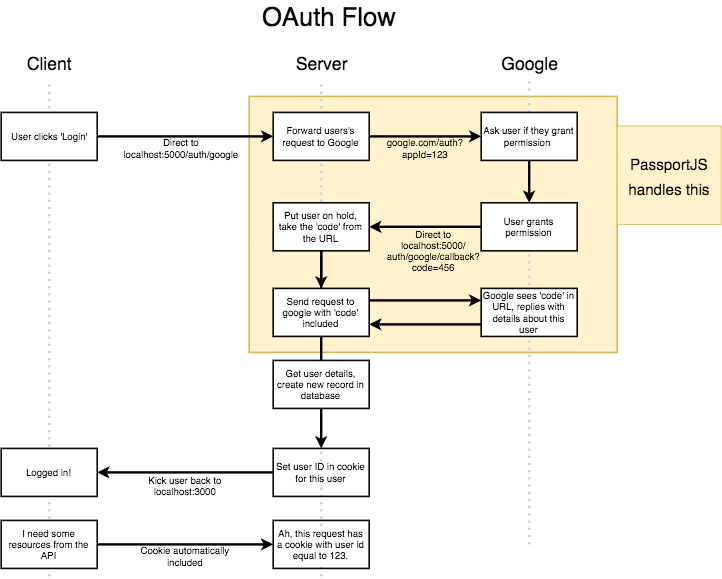 OAuth Flow
Client
Server
Google
User clicks 'Login'
Direct to
localhost:5000/auth/google
Forward users's
request to Google
google.com/auth?
appId=123
Ask user if they grant
permission
PassportJS
handles this
Put user on hold,
take the 'code' from
the URL
Direct to
localhost:5000/
auth/google/callback?
code=456
User grants
permission
Send request to
google with 'code'
included
Google sees 'code' in
URL, replies with
details about this
user
Get user details,
create new record in
database
Logged in!
Kick user back to
localhost:3000
Set user ID in cookie
for this user
I need some
resources from the
API
Cookie automatically
included
Ah, this request has
a cookie with user id
equal to 123.